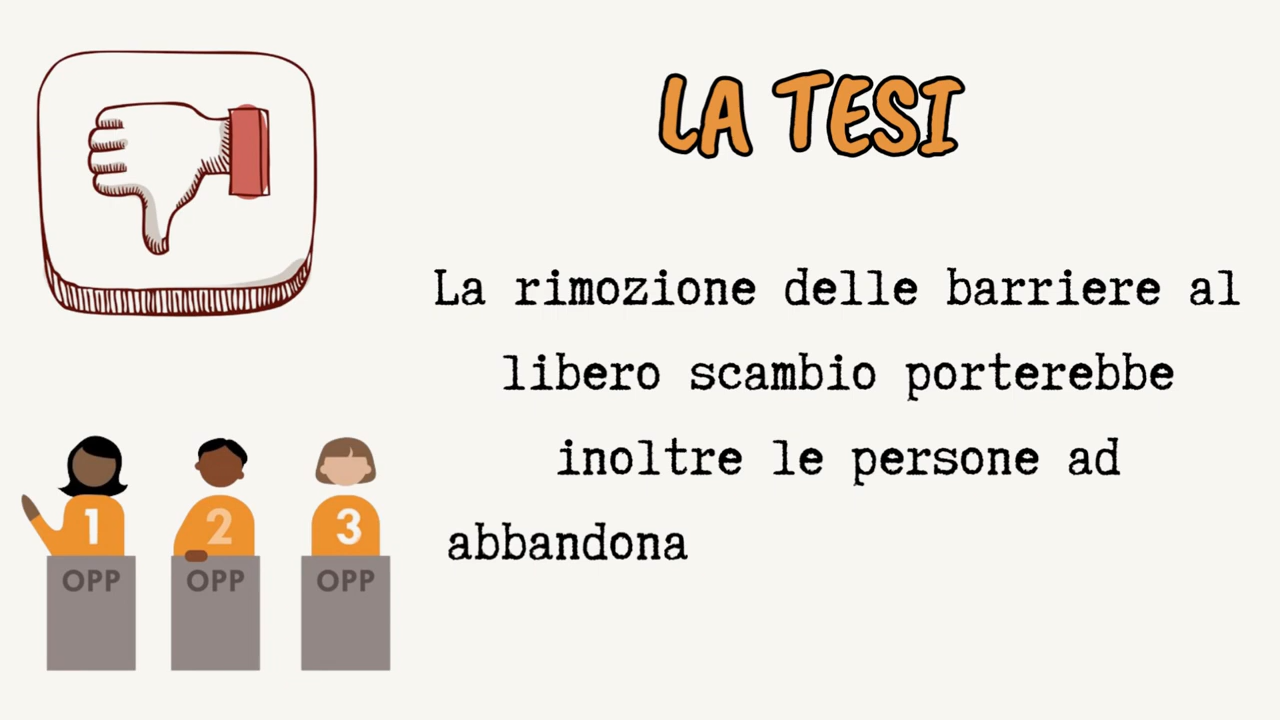 LA TESI
La rimozione delle barriere al
libero scambio porterebbe
inoltre le persone ad
abbandona
1 2 3
OPP OPP OPP